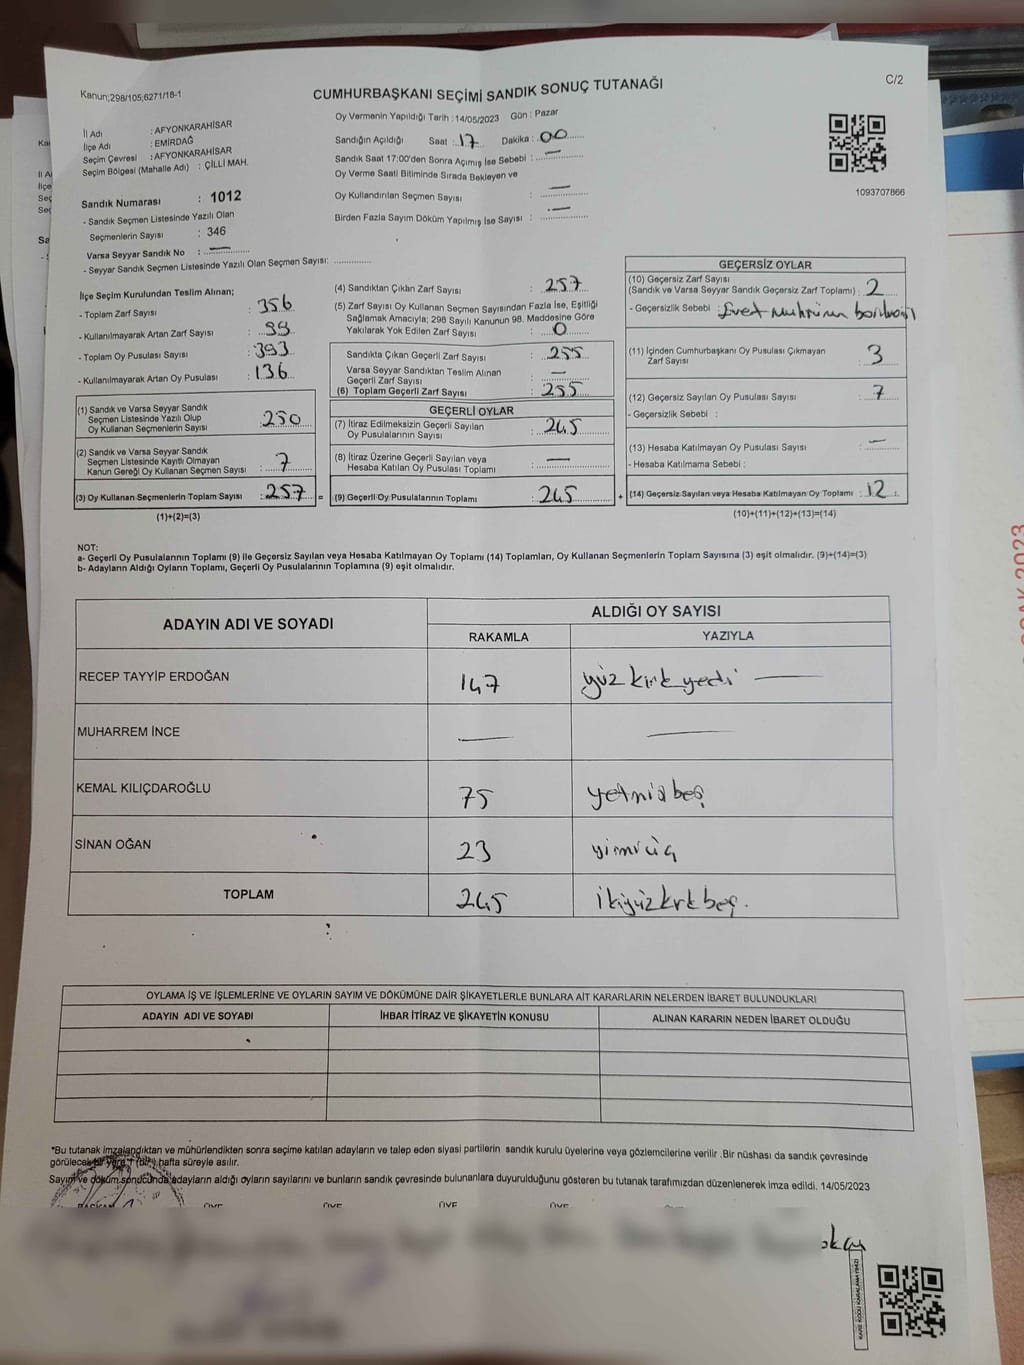 C/2
Kanun;298/105,6271/18-1
CUMHURBAŞKANI SEÇİMİ SANDIK SONUÇ TUTANAĞI
İl Adı : AFYONKARAHİSAR
İlçe Adı : EMİRDAĞ
Seçim Çevresi : AFYONKARAHİSAR
Seçim Bölgesi (Mahalle Adı) : ÇİLLİ MAH.
Sandık Numarası : 1012
- Sandık Seçmen Listesinde Yazılı Olan
Seçmenlerin Sayısı : 346
Varsa Seyyar Sandık No : —
- Seyyar Sandık Seçmen Listesinde Yazılı Olan Seçmen Sayısı: ..............
Oy Vermenin Yapıldığı Tarih : 14/05/2023 Gün : Pazar
Sandığın Açıldığı Saat : 17 Dakika : 00
Sandık Saat 17:00'den Sonra Açımış İse Sebebi : —
Oy Verme Saati Bitiminde Sırada Bekleyen ve
Oy Kullandırılan Seçmen Sayısı : —
Birden Fazla Sayım Döküm Yapılmış İse Sayısı : —
1093707866
İlçe Seçim Kurulundan Teslim Alınan;
- Toplam Zarf Sayısı : 356
- Kullanılmayarak Artan Zarf Sayısı : 99
- Toplam Oy Pusulası Sayısı : 393
- Kullanılmayarak Artan Oy Pusulası : 136
(1) Sandık ve Varsa Seyyar Sandık
Seçmen Listesinde Yazılı Olup
Oy Kullanan Seçmenlerin Sayısı : 250
(2) Sandık ve Varsa Seyyar Sandık
Seçmen Listesinde Kayıtlı Olmayan
Kanun Gereği Oy Kullanan Seçmen Sayısı : 7
(3) Oy Kullanan Seçmenlerin Toplam Sayısı : 257 =
(1)+(2)=(3)
(4) Sandıktan Çıkan Zarf Sayısı : 257
(5) Zarf Sayısı Oy Kullanan Seçmen Sayısından Fazla İse, Eşitliği
Sağlamak Amacıyla; 298 Sayılı Kanunun 98. Maddesine Göre
Yakılarak Yok Edilen Zarf Sayısı : 0
Sandıkta Çıkan Geçerli Zarf Sayısı : 255
Varsa Seyyar Sandıktan Teslim Alınan
Geçerli Zarf Sayısı : —
(6) Toplam Geçerli Zarf Sayısı : 255
GEÇERLİ OYLAR
(7) İtiraz Edilmeksizin Geçerli Sayılan
Oy Pusulalarının Sayısı : 245
(8) İtiraz Üzerine Geçerli Sayılan veya
Hesaba Katılan Oy Pusulası Toplamı : —
(9) Geçerli Oy Pusulalarının Toplamı : 245 +
GEÇERSİZ OYLAR
(10) Geçersiz Zarf Sayısı
(Sandık ve Varsa Seyyar Sandık Geçersiz Zarf Toplamı) : 2
- Geçersizlik Sebebi : Evet Mührünün
(11) İçinden Cumhurbaşkanı Oy Pusulası Çıkmayan
Zarf Sayısı : 3
(12) Geçersiz Sayılan Oy Pusulası Sayısı : 7
- Geçersizlik Sebebi :
(13) Hesaba Katılmayan Oy Pusulası Sayısı : —
- Hesaba Katılmama Sebebi :
(14) Geçersiz Sayılan veya Hesaba Katılmayan Oy Toplamı : 12
(10)+(11)+(12)+(13)=(14)
NOT:
a- Geçerli Oy Pusulalarının Toplamı (9) ile Geçersiz Sayılan veya Hesaba Katılmayan Oy Toplamı (14) Toplamları, Oy Kullanan Seçmenlerin Toplam Sayısına (3) eşit olmalıdır. (9)+(14)=(3)
b- Adayların Aldığı Oyların Toplamı, Geçerli Oy Pusulalarının Toplamına (9) eşit olmalıdır.
ADAYIN ADI VE SOYADI
ALDIĞI OY SAYISI
RAKAMLA YAZIYLA
RECEP TAYYİP ERDOĞAN 147 yüz kırk yedi —
MUHARREM İNCE — —
KEMAL KILIÇDAROĞLU 75 yetmiş beş
SİNAN OĞAN 23 yimi üç
TOPLAM 245 ikiyüzkırkbeş.
OYLAMA İŞ VE İŞLEMLERİNE VE OYLARIN SAYIM VE DÖKÜMÜNE DAİR ŞİKAYETLERLE BUNLARA AİT KARARLARIN NELERDEN İBARET BULUNDUKLARI
ADAYIN ADI VE SOYADI İHBAR İTİRAZ VE ŞİKAYETİN KONUSU ALINAN KARARIN NEDEN İBARET OLDUĞU
*Bu tutanak imzalandıktan ve mühürlendikten sonra seçime katılan adayların ve talep eden siyasi partilerin sandık kurulu üyelerine veya gözlemcilerine verilir .Bir nüshası da sandık çevresinde
görülecek bir yere 1 (bir) hafta süreyle asılır.
Sayım ve döküm sonucunda adayların aldığı oyların sayılarını ve bunların sandık çevresinde bulunanlara duyurulduğunu gösteren bu tutanak tarafımızdan düzenlenerek imza edildi. 14/05/2023
BAŞKAN ÜYE ÜYE ÜYE ÜYE ÜYE
OCAK 2023